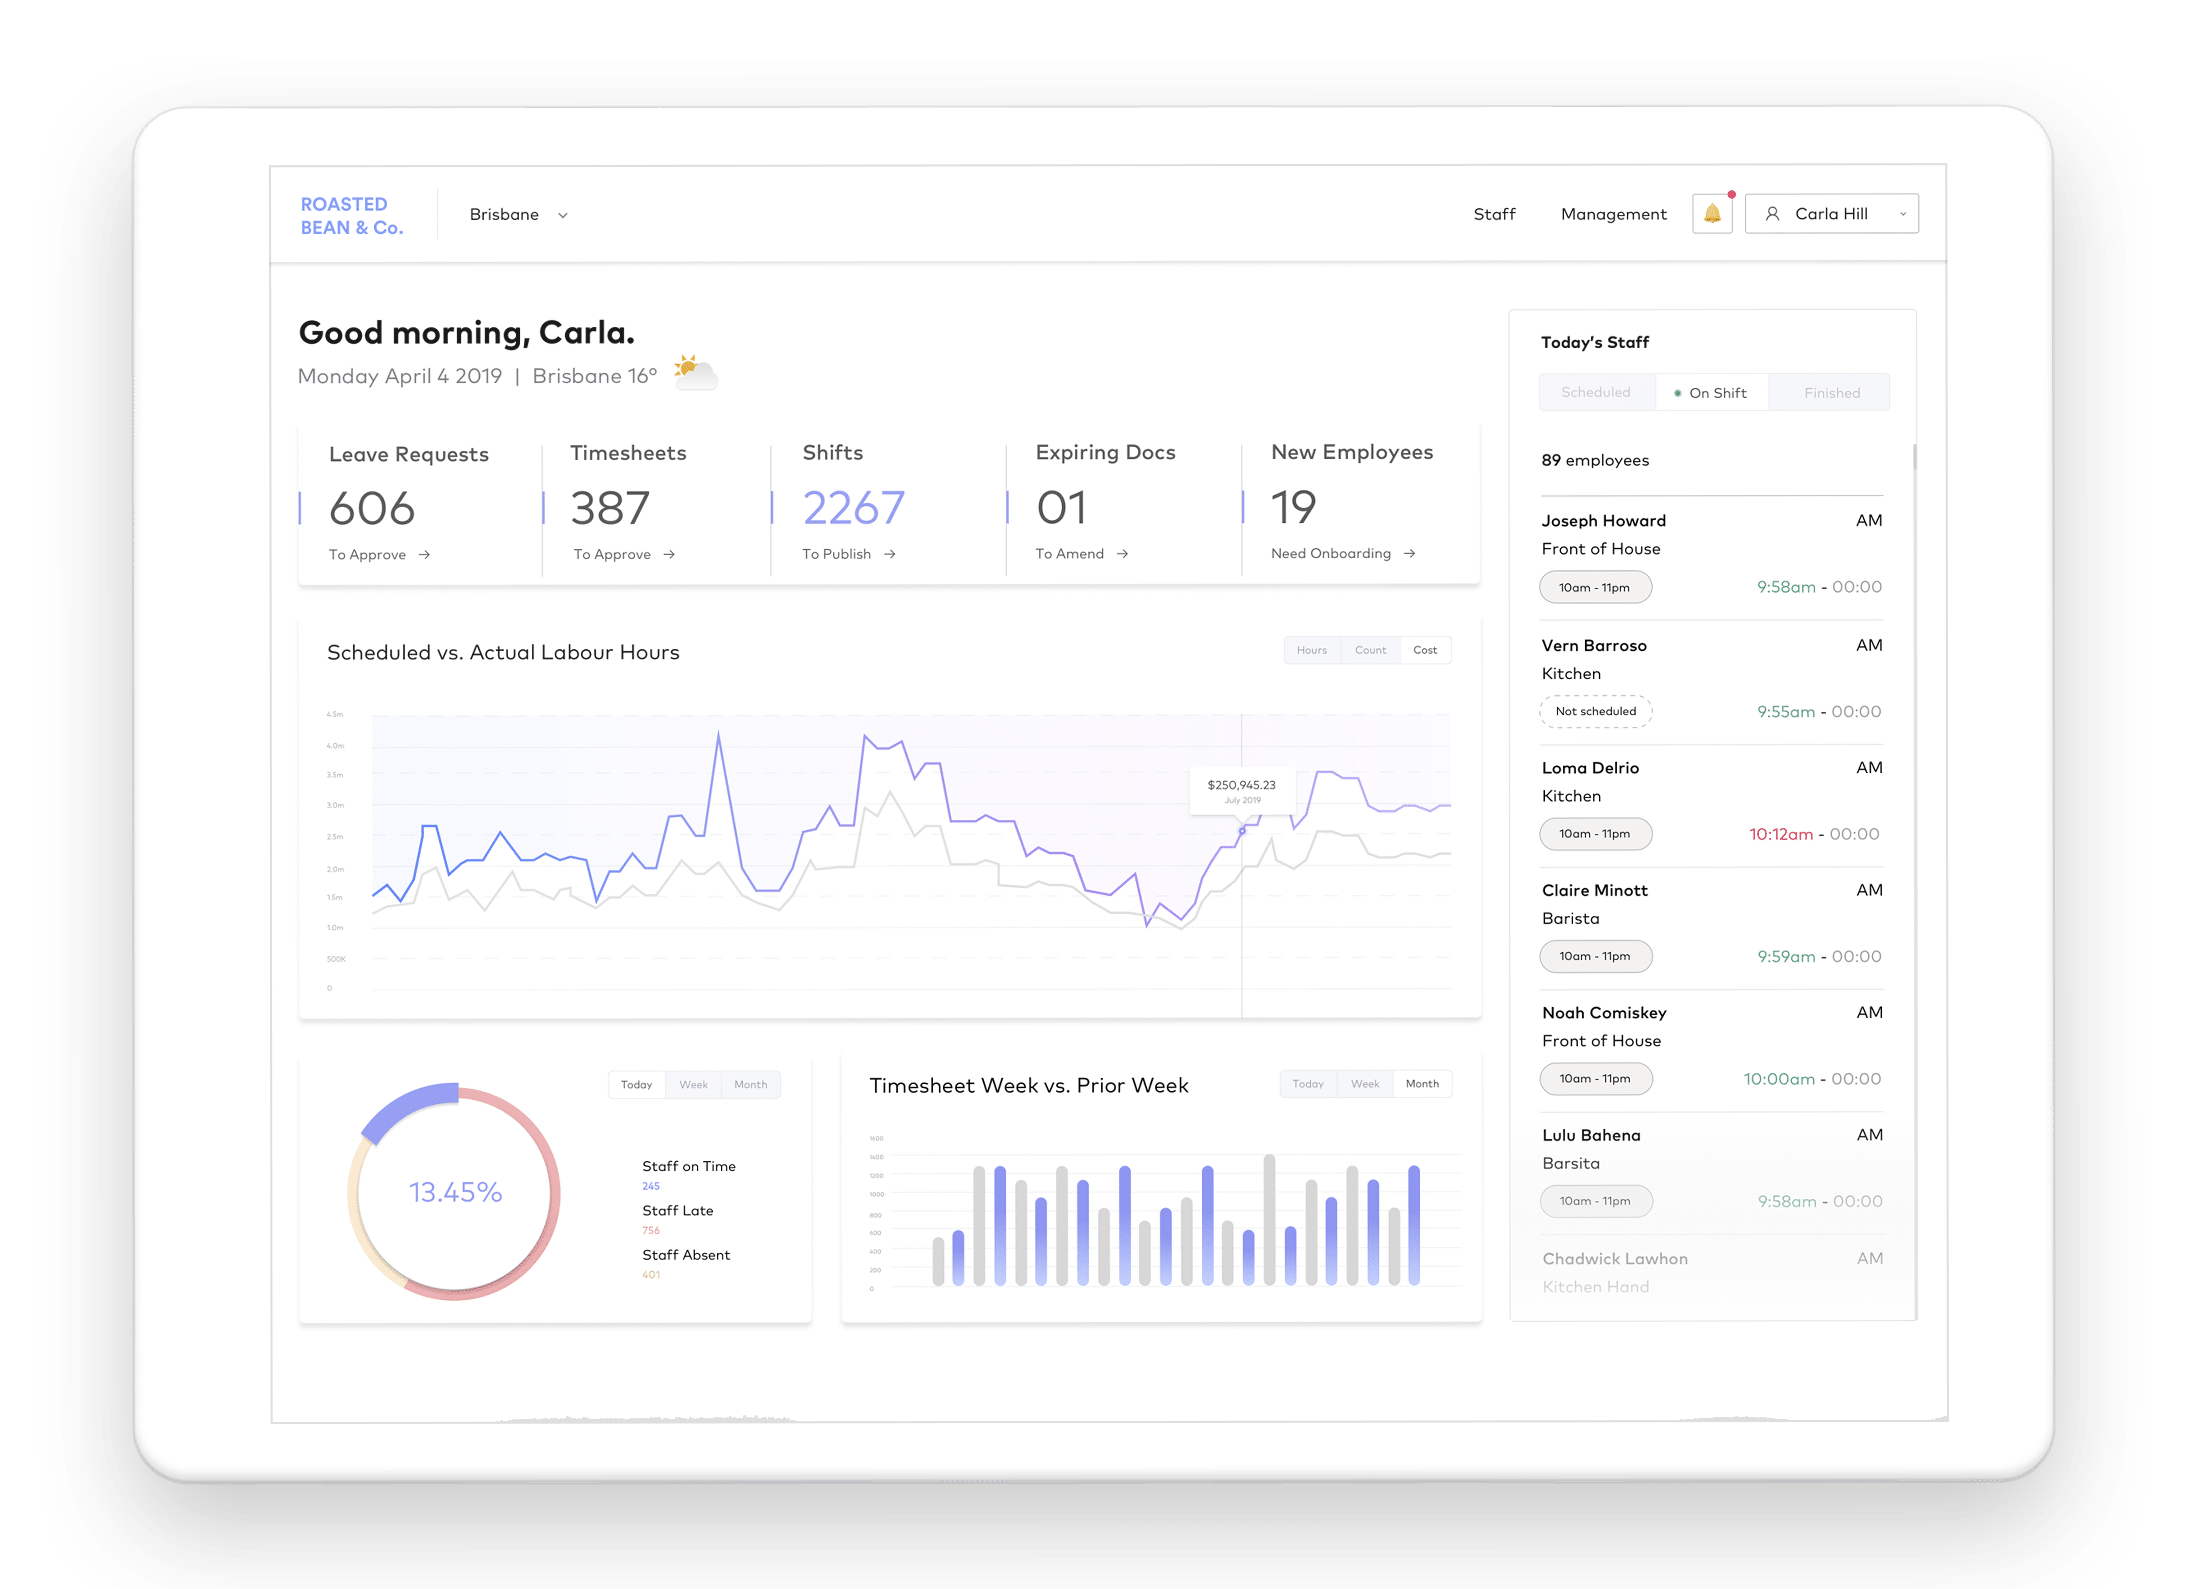 ROASTED
BEAN & Co.
Brisbane
Staff
Management
Carla Hill
Good morning, Carla.
Monday April 4 2019 | Brisbane 16°
Leave Requests
606
To Approve →
Timesheets
387
To Approve →
Shifts
2267
To Publish →
Expiring Docs
01
To Amend →
New Employees
19
Need Onboarding →
Scheduled vs. Actual Labour Hours
Hours Count Cost
4.5m
4.0m
3.5m
3.0m
2.5m
2.0m
1.5m
1.0m
500K
0
$250,945.23
July 2019
Today Week Month
13.45%
Staff on Time
245
Staff Late
756
Staff Absent
401
Timesheet Week vs. Prior Week
Today Week Month
1600
1400
1200
1000
800
600
400
200
0
Today's Staff
Scheduled On Shift Finished
89 employees
Joseph Howard AM
Front of House
10am - 11pm 9:58am - 00:00
Vern Barroso AM
Kitchen
Not scheduled 9:55am - 00:00
Loma Delrio AM
Kitchen
10am - 11pm 10:12am - 00:00
Claire Minott AM
Barista
10am - 11pm 9:59am - 00:00
Noah Comiskey AM
Front of House
10am - 11pm 10:00am - 00:00
Lulu Bahena AM
Barsita
10am - 11pm 9:58am - 00:00
Chadwick Lawhon AM
Kitchen Hand